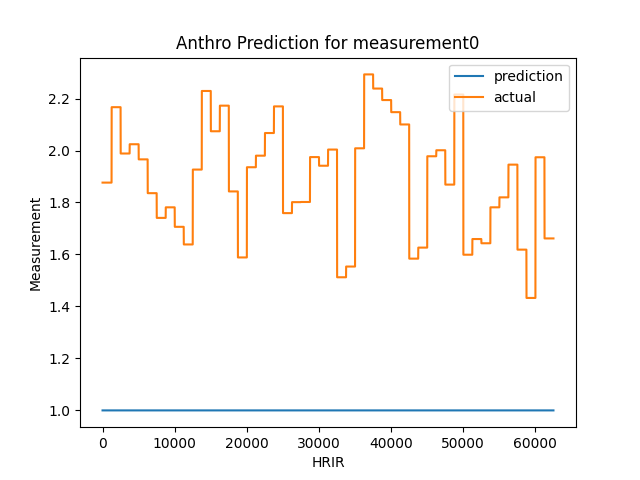 Anthro Prediction for measurement0
prediction
actual
2.2
2.0
1.8
1.6
1.4
1.2
1.0
Measurement
0 10000 20000 30000 40000 50000 60000
HRIR